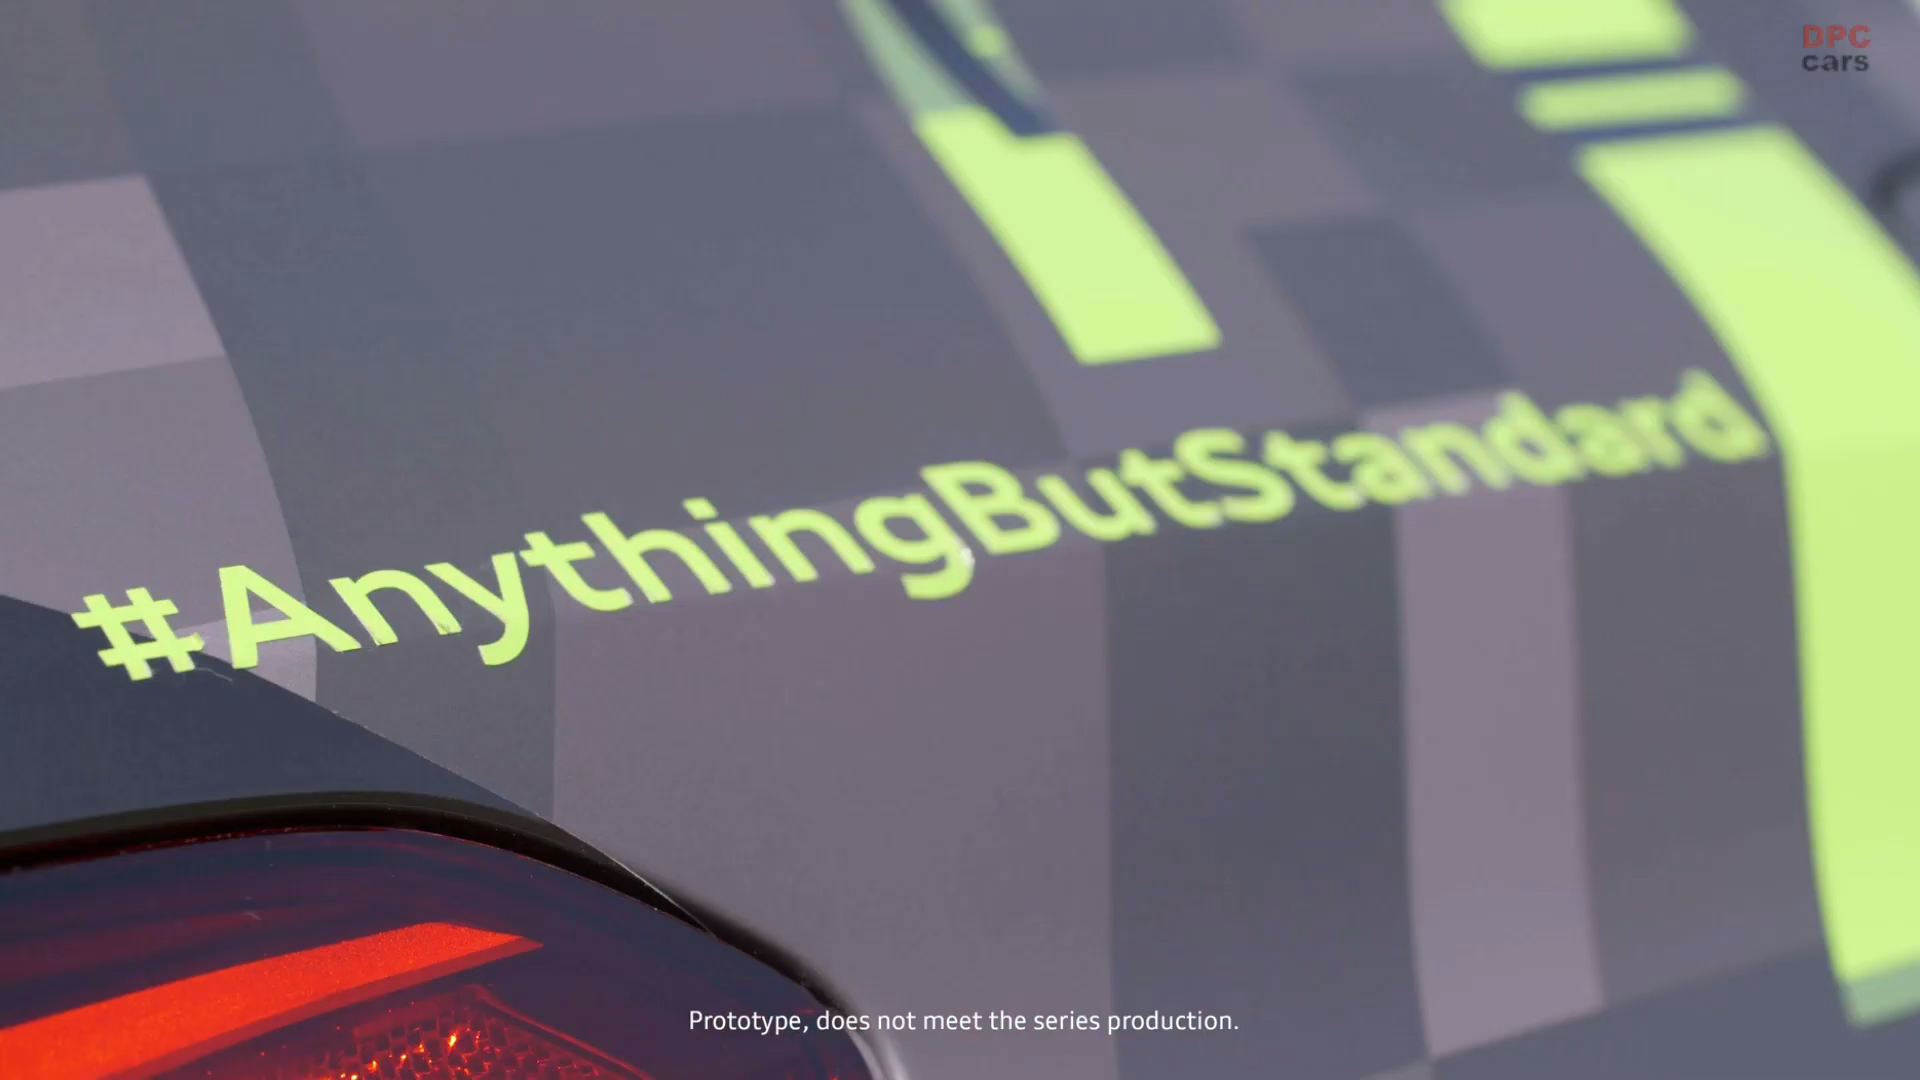 DPC
cars
#AnythingButStandard
Prototype, does not meet the series production.